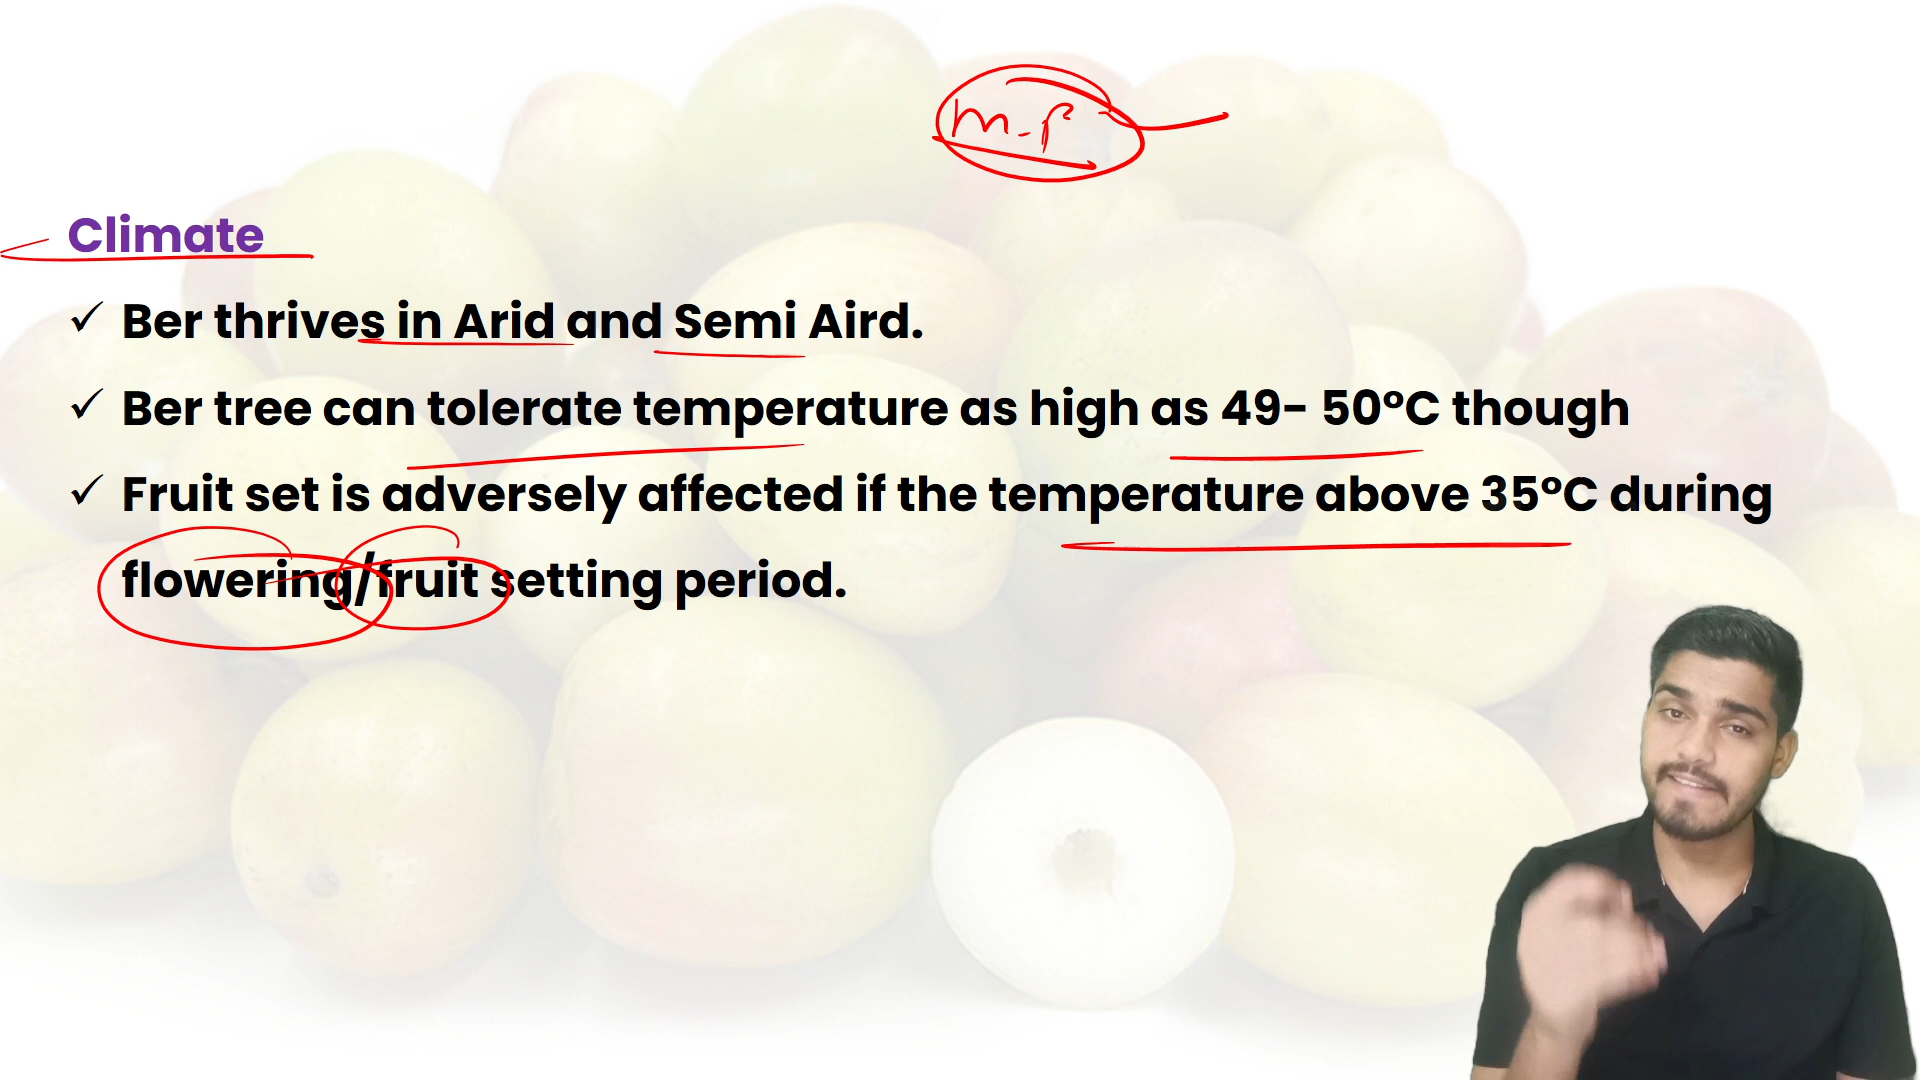 m.p
Climate
✓ Ber thrives in Arid and Semi Aird.
✓ Ber tree can tolerate temperature as high as 49- 50°C though
✓ Fruit set is adversely affected if the temperature above 35°C during
flowering/fruit setting period.